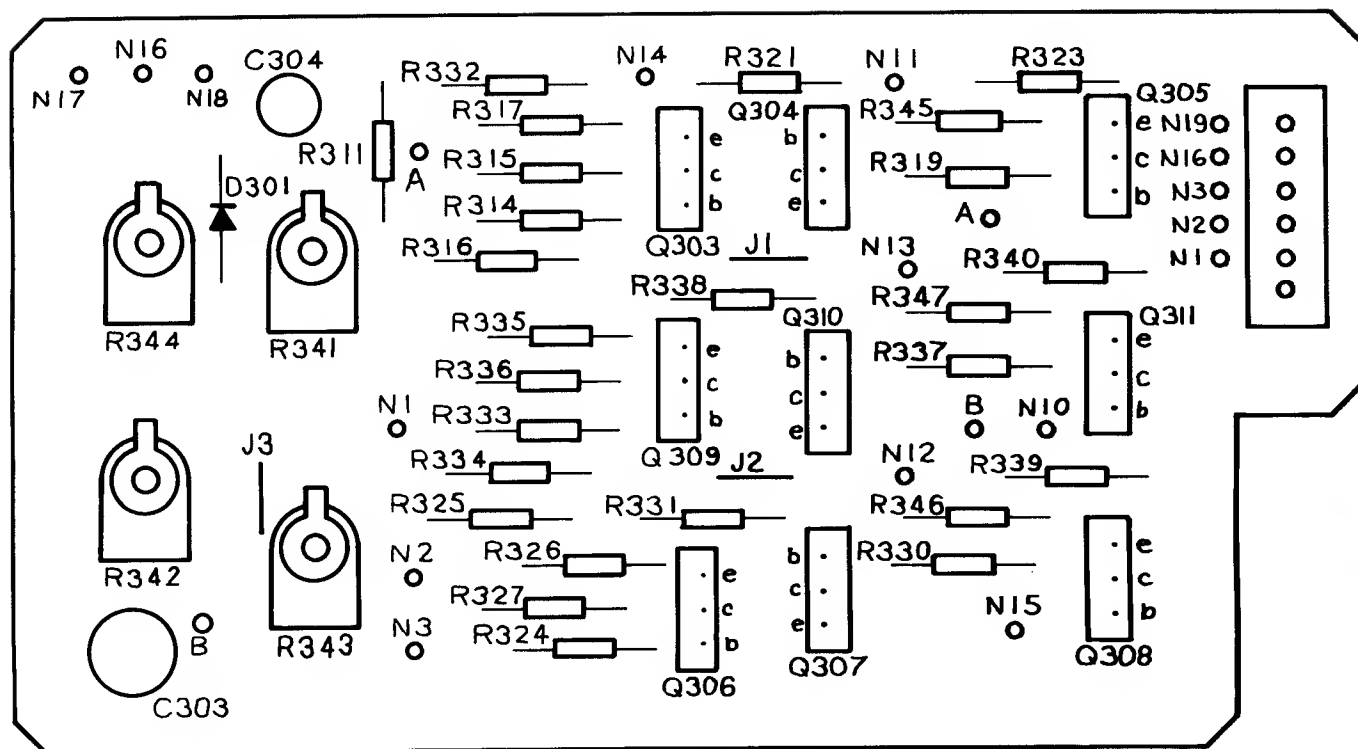 N17
N16
N18
C304
R332
N14
R321
N11
R323
R317
Q304
R345
Q305
R311
A
R315
e
c
b
b
c
e
R319
e
c
b
N19
N16
N3
N2
N1
D301
R314
A
R316
Q303
J1
N13
R340
R344
R341
R338
R347
R335
Q310
Q311
R336
e
c
b
b
c
e
R337
e
c
b
N1
R333
B
N10
J3
R334
Q309
J2
N12
R339
R325
R331
R346
R342
N2
R326
e
c
b
b
c
e
R330
e
c
b
R327
N15
B
R343
N3
R324
Q306
Q307
Q308
C303